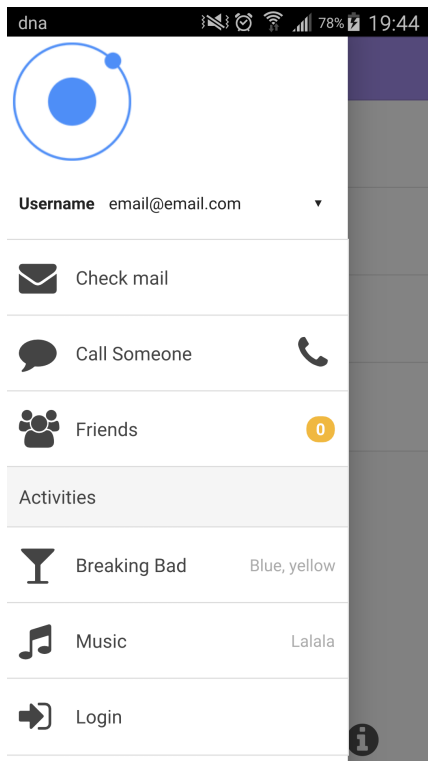 dna 78% 19:44
Username email@email.com
Check mail
Call Someone
Friends 0
Activities
Breaking Bad Blue, yellow
Music Lalala
Login